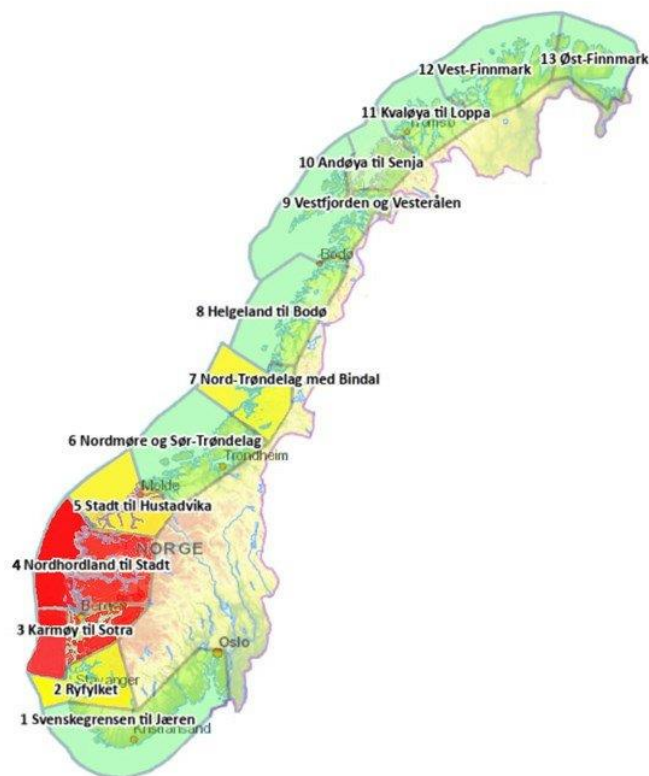 13 Øst-Finnmark
12 Vest-Finnmark
11 Kvaløya til Loppa
10 Andøya til Senja
9 Vestfjorden og Vesterålen
Bodø
8 Helgeland til Bodø
7 Nord-Trøndelag med Bindal
6 Nordmøre og Sør-Trøndelag
Trondheim
Molde
5 Stadt til Hustadvika
NORGE
4 Nordhordland til Stadt
3 Karmøy til Sotra
Oslo
Stavanger
2 Ryfylket
1 Svenskegrensen til Jæren
Kristiansand